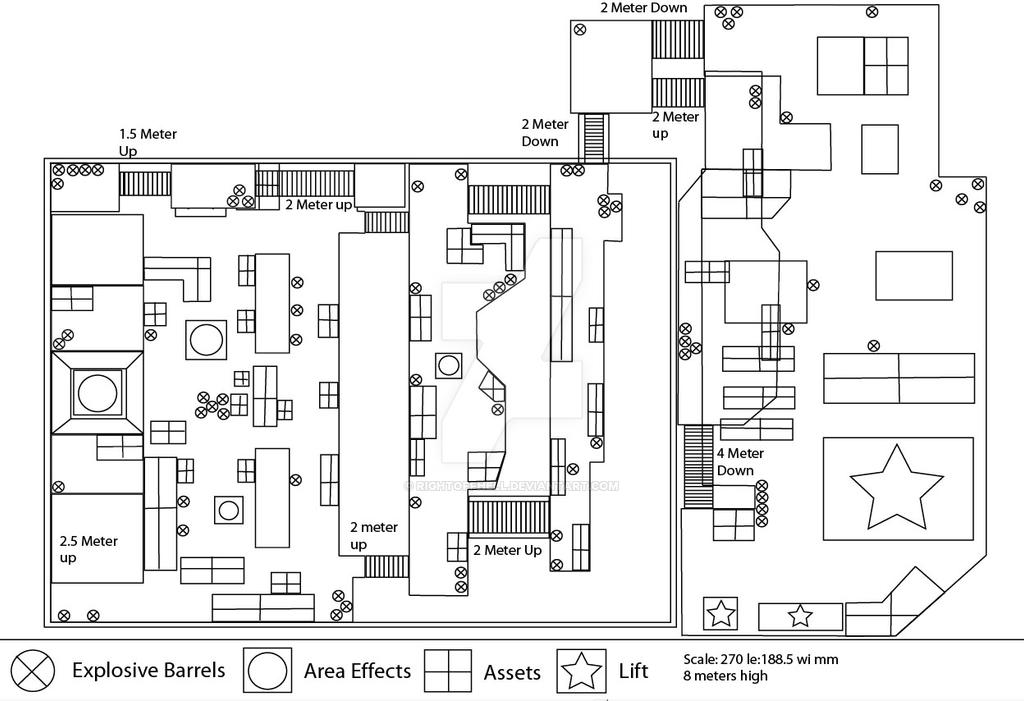 2 Meter Down
1.5 Meter
Up
2 Meter
Down
2 Meter
up
2 Meter up
4 Meter
Down
2 meter
up
2.5 Meter
up
2 Meter Up
© RIGHTOFFHELL.DEVIANTART.COM
Explosive Barrels
Area Effects
Assets
Lift
Scale: 270 le:188.5 wi mm
8 meters high